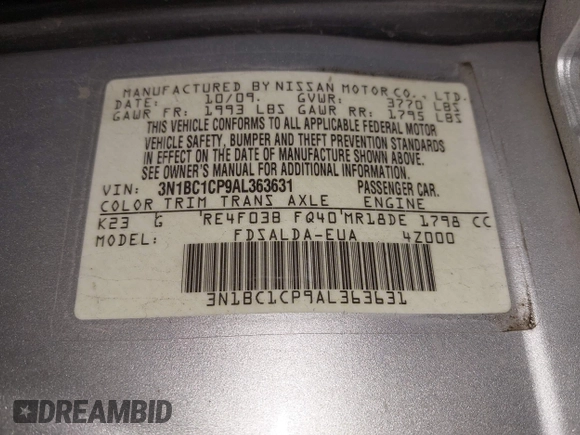 MANUFACTURED BY NISSAN MOTOR CO., LTD.
DATE: 10/09. GVWR: 3770 LBS
GAWR FR: 1993 LBS GAWR RR: 1795 LBS
THIS VEHICLE CONFORMS TO ALL APPLICABLE FEDERAL MOTOR
VEHICLE SAFETY, BUMPER, AND THEFT PREVENTION STANDARDS
IN EFFECT ON THE DATE OF MANUFACTURE SHOWN ABOVE.
SEE OWNER'S MANUAL FOR ADDITIONAL INFORMATION.
VIN: 3N1BC1CP9AL363631 PASSENGER CAR.
COLOR TRIM TRANS AXLE ENGINE
K23 G RE4F03B FQ40 MR18DE 1798 CC
MODEL: FDSALDA-EUA 4Z000
3N1BC1CP9AL363631
DREAMBID